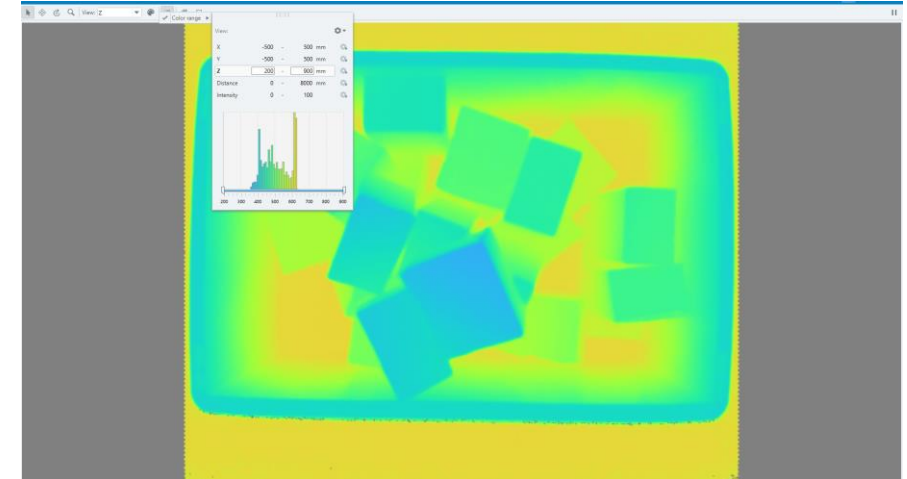 View: Z
Color range
View:
X -500 - 500 mm
Y -500 - 500 mm
Z 200 - 900 mm
Distance 0 - 8000 mm
Intensity 0 - 100
200 300 400 500 600 700 800 900